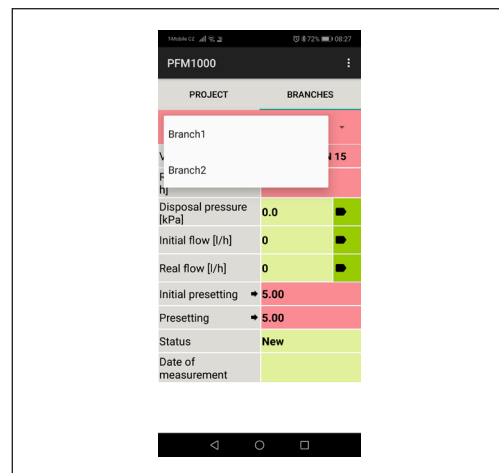 T-Mobile CZ 72% 08:27
PFM1000
PROJECT BRANCHES
Branch1
Branch2
V N 15
R
h]
Disposal pressure 0.0
[kPa]
Initial flow [l/h] 0
Real flow [l/h] 0
Initial presetting 5.00
Presetting 5.00
Status New
Date of
measurement